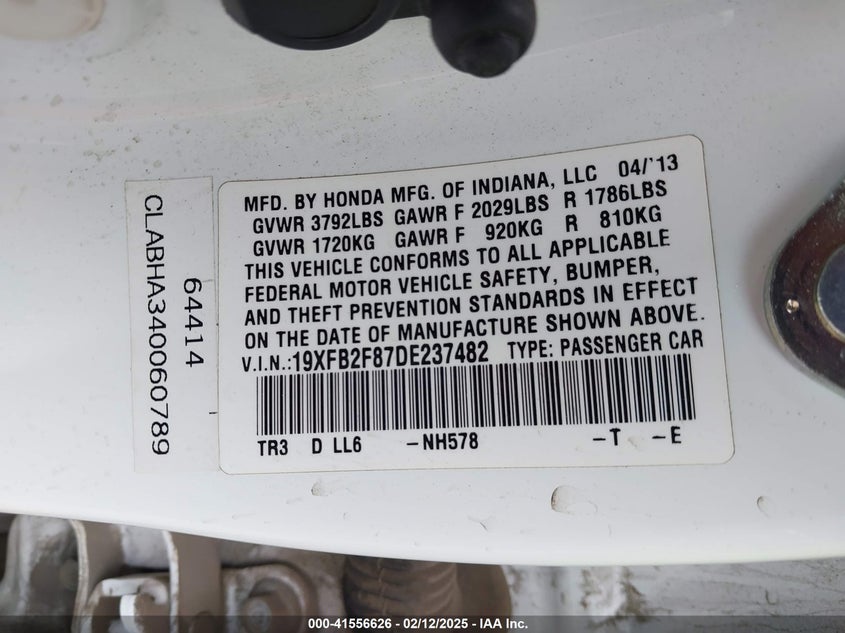 MFD. BY HONDA MFG. OF INDIANA, LLC 04/'13
GVWR 3792LBS GAWR F 2029LBS R 1786LBS
GVWR 1720KG GAWR F 920KG R 810KG
THIS VEHICLE CONFORMS TO ALL APPLICABLE
FEDERAL MOTOR VEHICLE SAFETY, BUMPER,
AND THEFT PREVENTION STANDARDS IN EFFECT
ON THE DATE OF MANUFACTURE SHOWN ABOVE.
V.I.N.:19XFB2F87DE237482 TYPE: PASSENGER CAR
TR3 D LL6 -NH578 -T -E
64414
CLABHA340060789
000-41556626 - 02/12/2025 - IAA Inc.